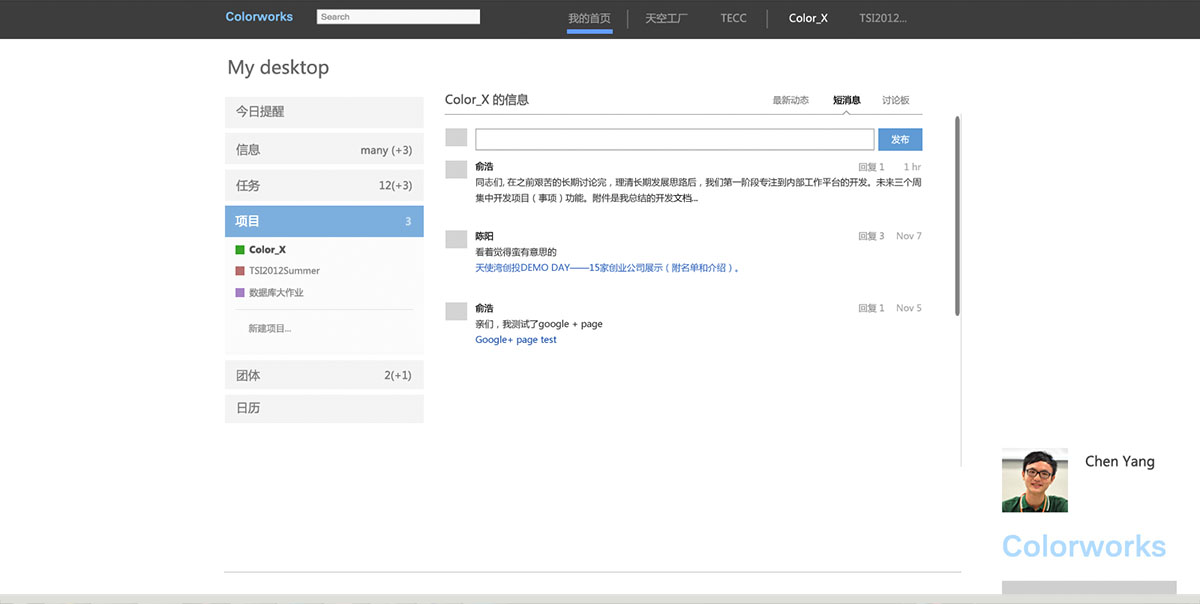 Colorworks
Search
我的首页
天空工厂
TECC
Color_X
TSI2012...
My desktop
今日提醒
信息 many (+3)
任务 12(+3)
项目 3
Color_X
TSI2012Summer
数据库大作业
新建项目...
团体 2(+1)
日历
Color_X 的信息
最新动态
短消息
讨论板
发布
俞浩 回复 1 1 hr
同志们, 在之前艰苦的长期讨论完，理清长期发展思路后，我们第一阶段专注到内部工作平台的开发。未来三个周
集中开发项目（事项）功能。附件是我总结的开发文档...
陈阳 回复 3 Nov 7
看着觉得蛮有意思的
天使湾创投DEMO DAY——15家创业公司展示（附名单和介绍）。
俞浩 回复 1 Nov 5
亲们，我测试了google + page
Google+ page test
Chen Yang
Colorworks